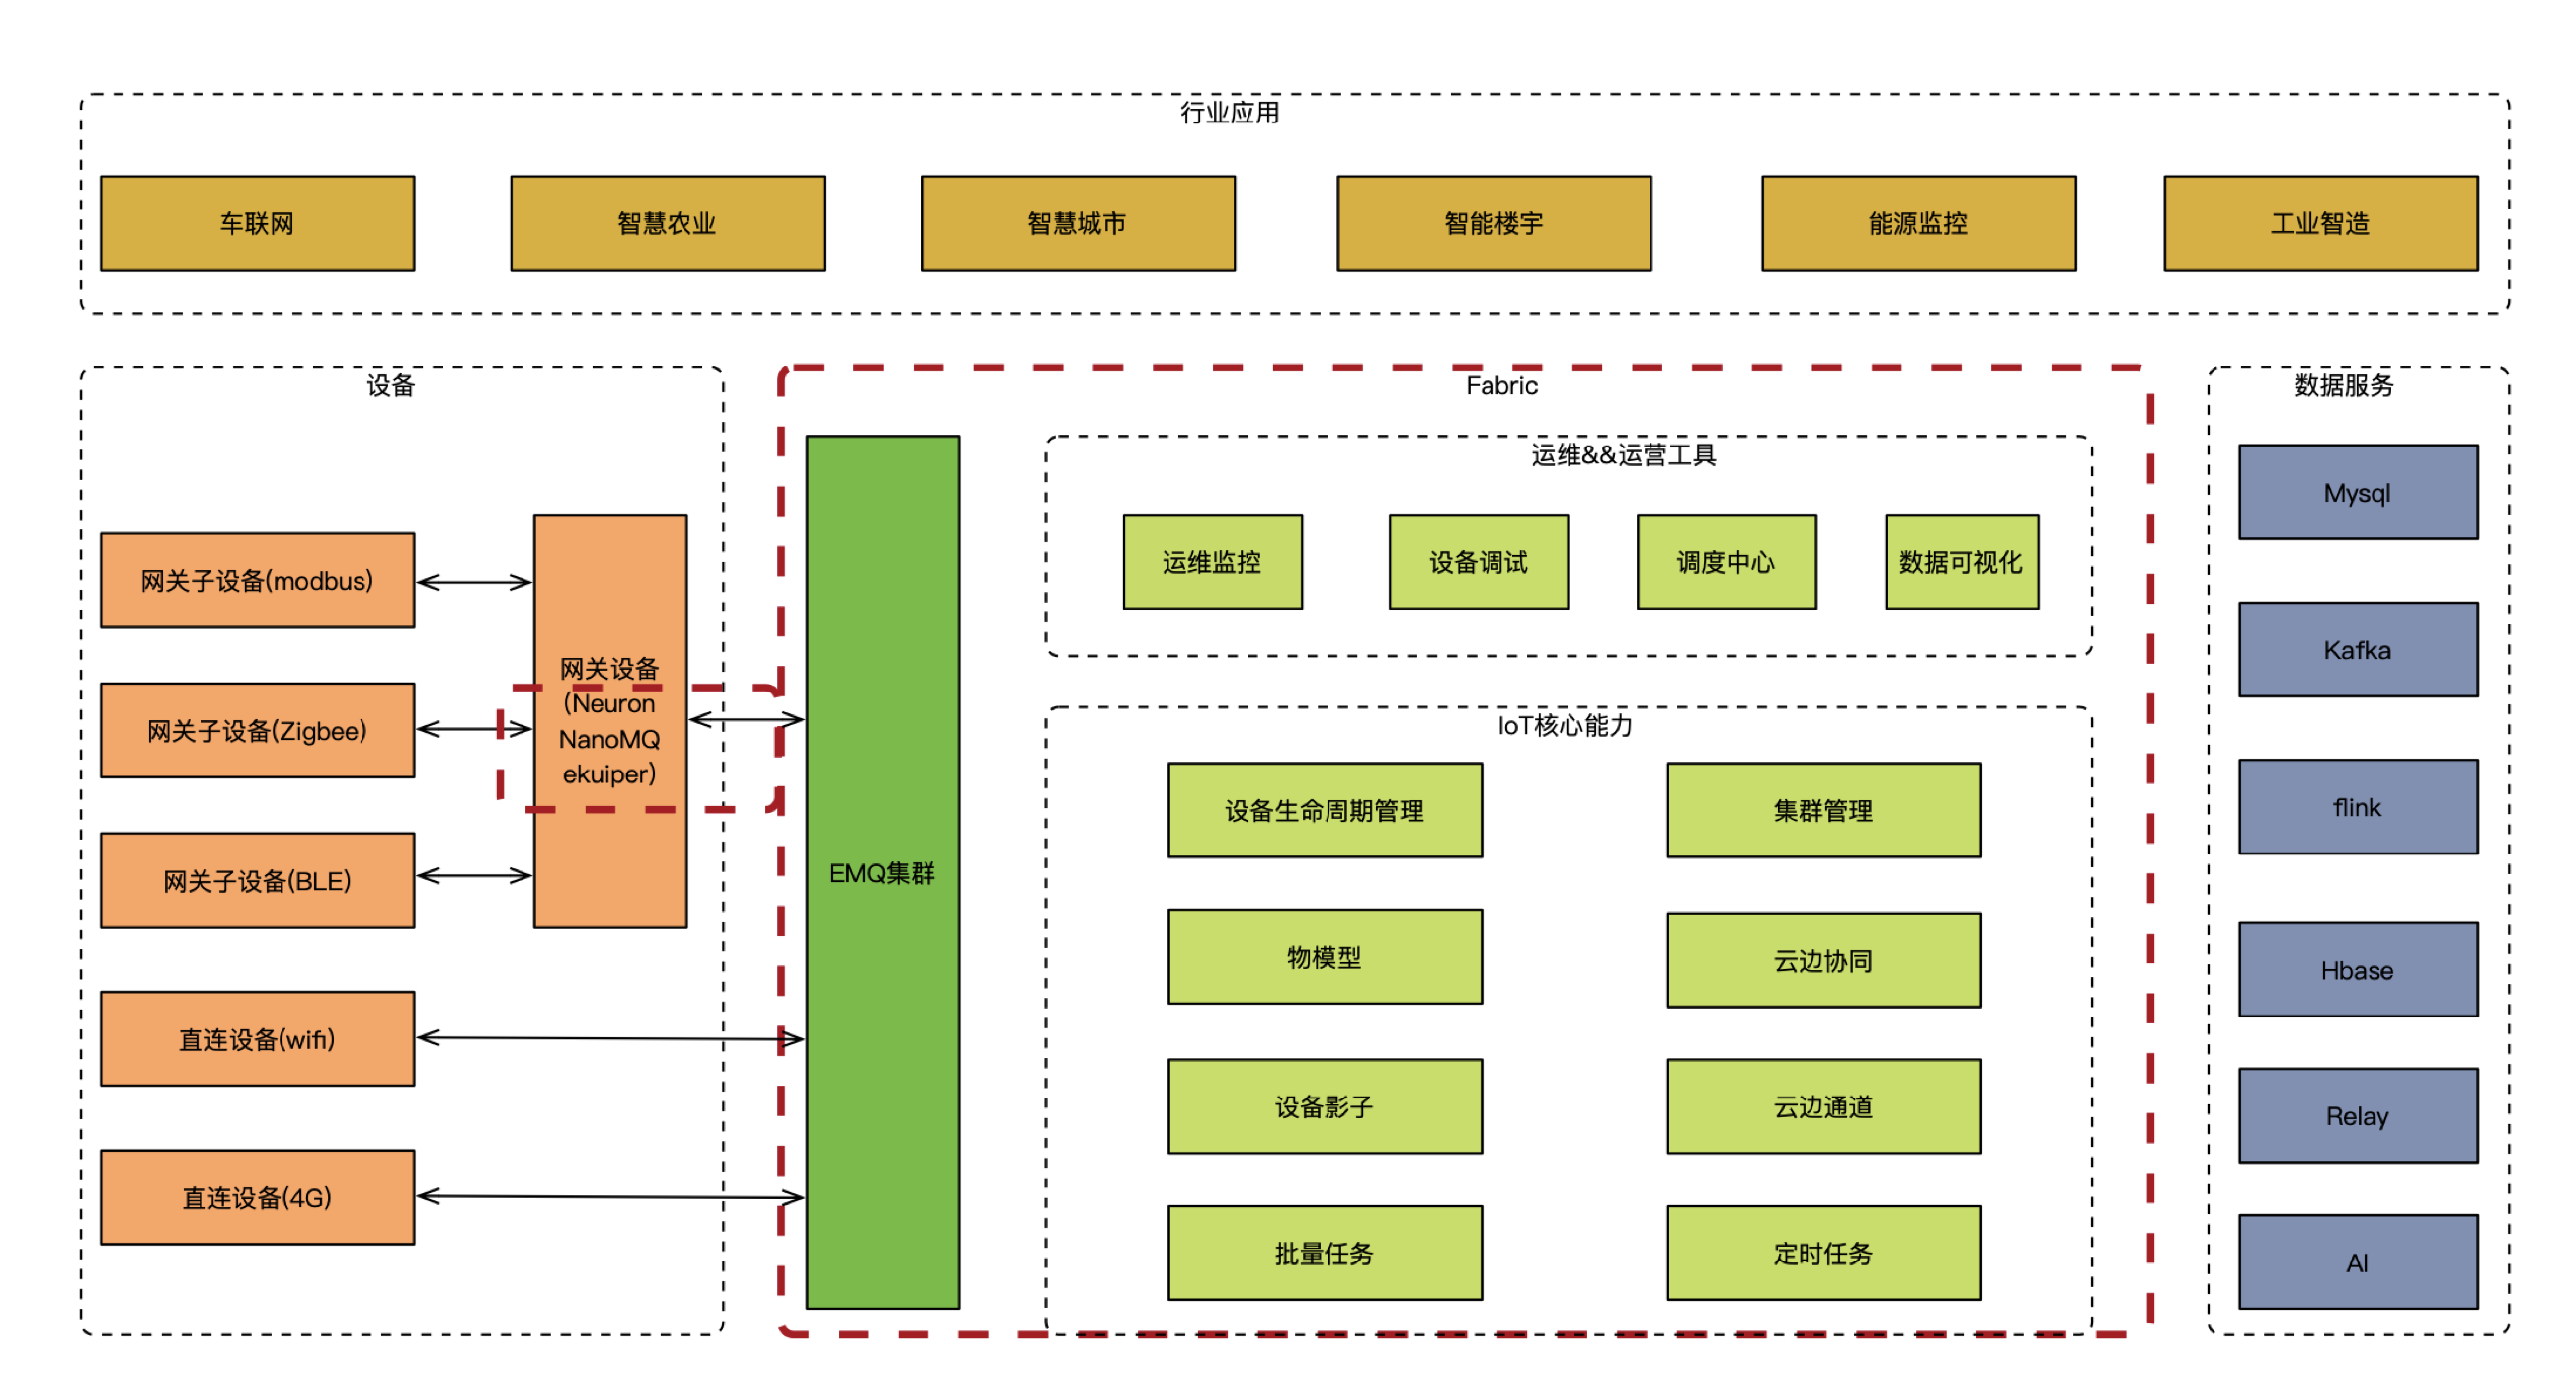 行业应用
车联网
智慧农业
智慧城市
智能楼宇
能源监控
工业智造
设备
网关子设备(modbus)
网关子设备(Zigbee)
网关子设备(BLE)
直连设备(wifi)
直连设备(4G)
网关设备
(Neuron
NanoMQ
ekuiper)
Fabric
EMQ集群
运维&&运营工具
运维监控
设备调试
调度中心
数据可视化
IoT核心能力
设备生命周期管理
集群管理
物模型
云边协同
设备影子
云边通道
批量任务
定时任务
数据服务
Mysql
Kafka
flink
Hbase
Relay
AI